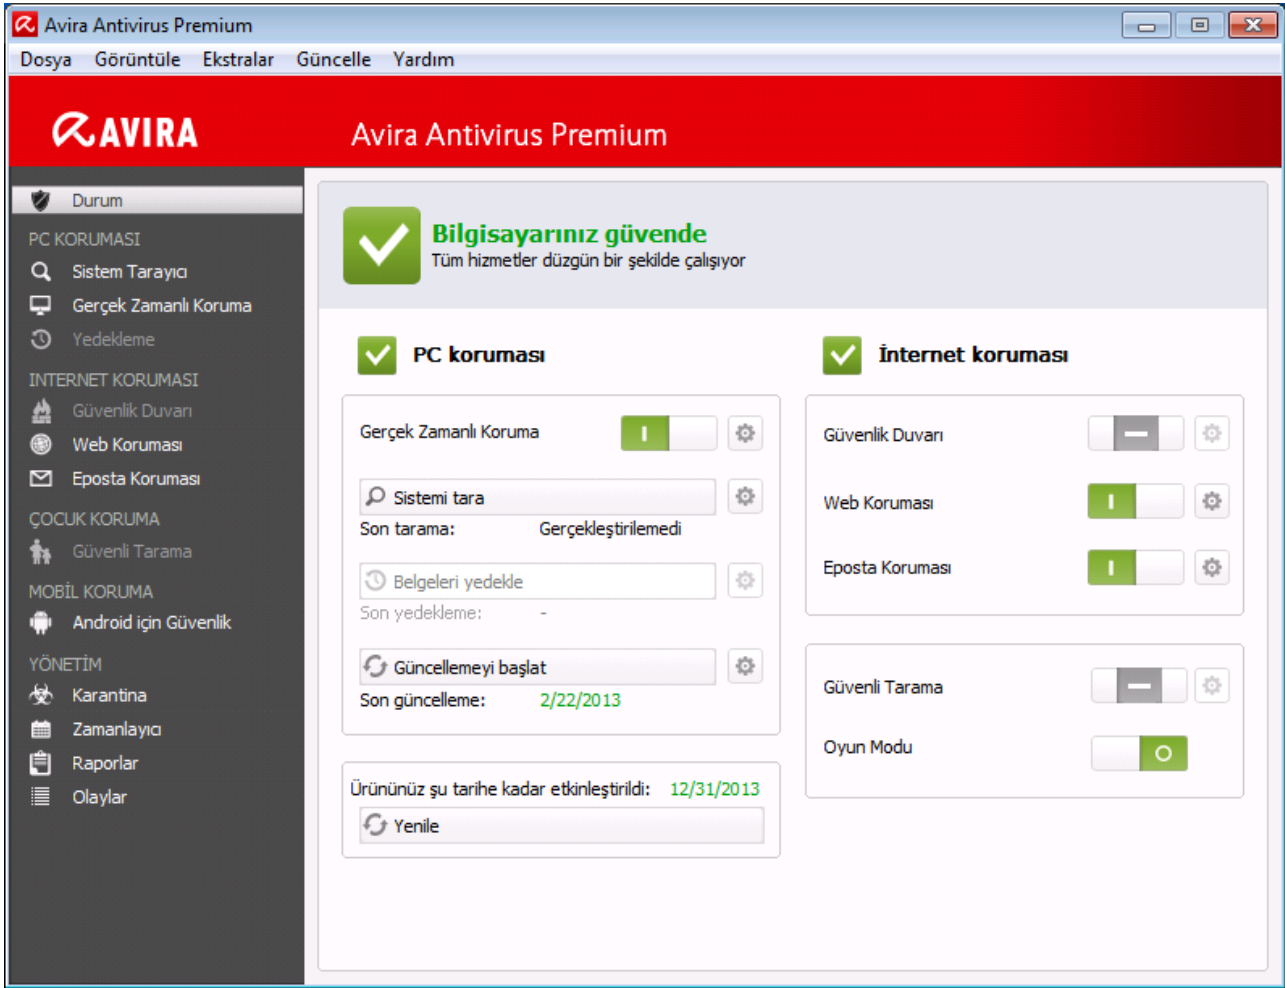 Avira Antivirus Premium
Dosya Görüntüle Ekstralar Güncelle Yardım
AVIRA
Avira Antivirus Premium
Durum
PC KORUMASI
Sistem Tarayıcı
Gerçek Zamanlı Koruma
Yedekleme
INTERNET KORUMASI
Güvenlik Duvarı
Web Koruması
Eposta Koruması
ÇOCUK KORUMA
Güvenli Tarama
MOBİL KORUMA
Android için Güvenlik
YÖNETİM
Karantina
Zamanlayıcı
Raporlar
Olaylar
Bilgisayarınız güvende
Tüm hizmetler düzgün bir şekilde çalışıyor
PC koruması
Gerçek Zamanlı Koruma
Sistemi tara
Son tarama: Gerçekleştirilemedi
Belgeleri yedekle
Son yedekleme: -
Güncellemeyi başlat
Son güncelleme: 2/22/2013
Ürününüz şu tarihe kadar etkinleştirildi: 12/31/2013
Yenile
İnternet koruması
Güvenlik Duvarı
Web Koruması
Eposta Koruması
Güvenli Tarama
Oyun Modu